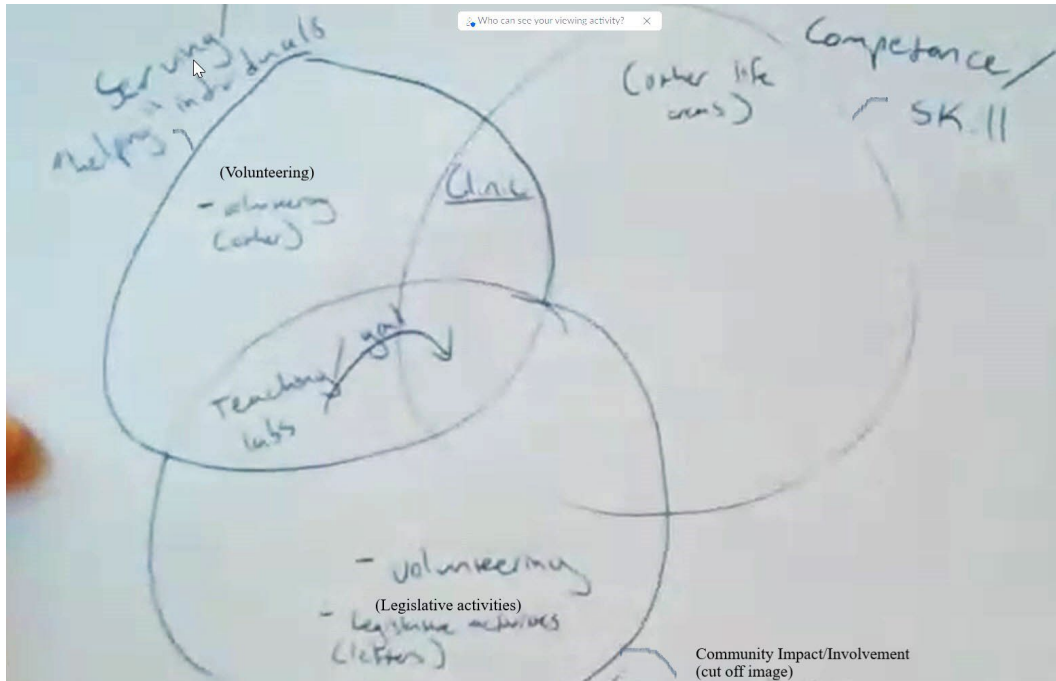 Who can see your viewing activity?
Serving/
helping individuals
Competance/
Skill
(other life
areas)
(Volunteering)
- volunteering
(other)
Clinic
goal
Teaching/
labs
- volunteering
(Legislative activities)
- Legislative activities
(letters)
Community Impact/Involvement
(cut off image)